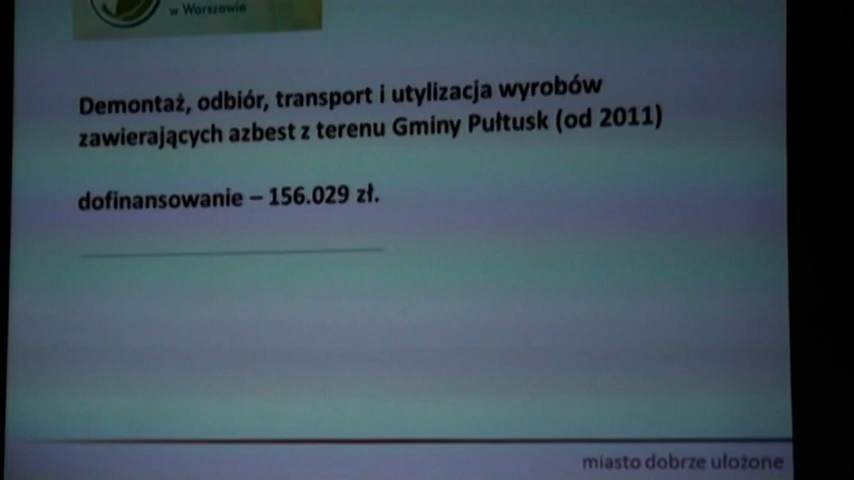 w Warszawie
Demontaż, odbiór, transport i utylizacja wyrobów
zawierających azbest z terenu Gminy Pułtusk (od 2011)
dofinansowanie – 156.029 zł.
miasto dobrze ułożone